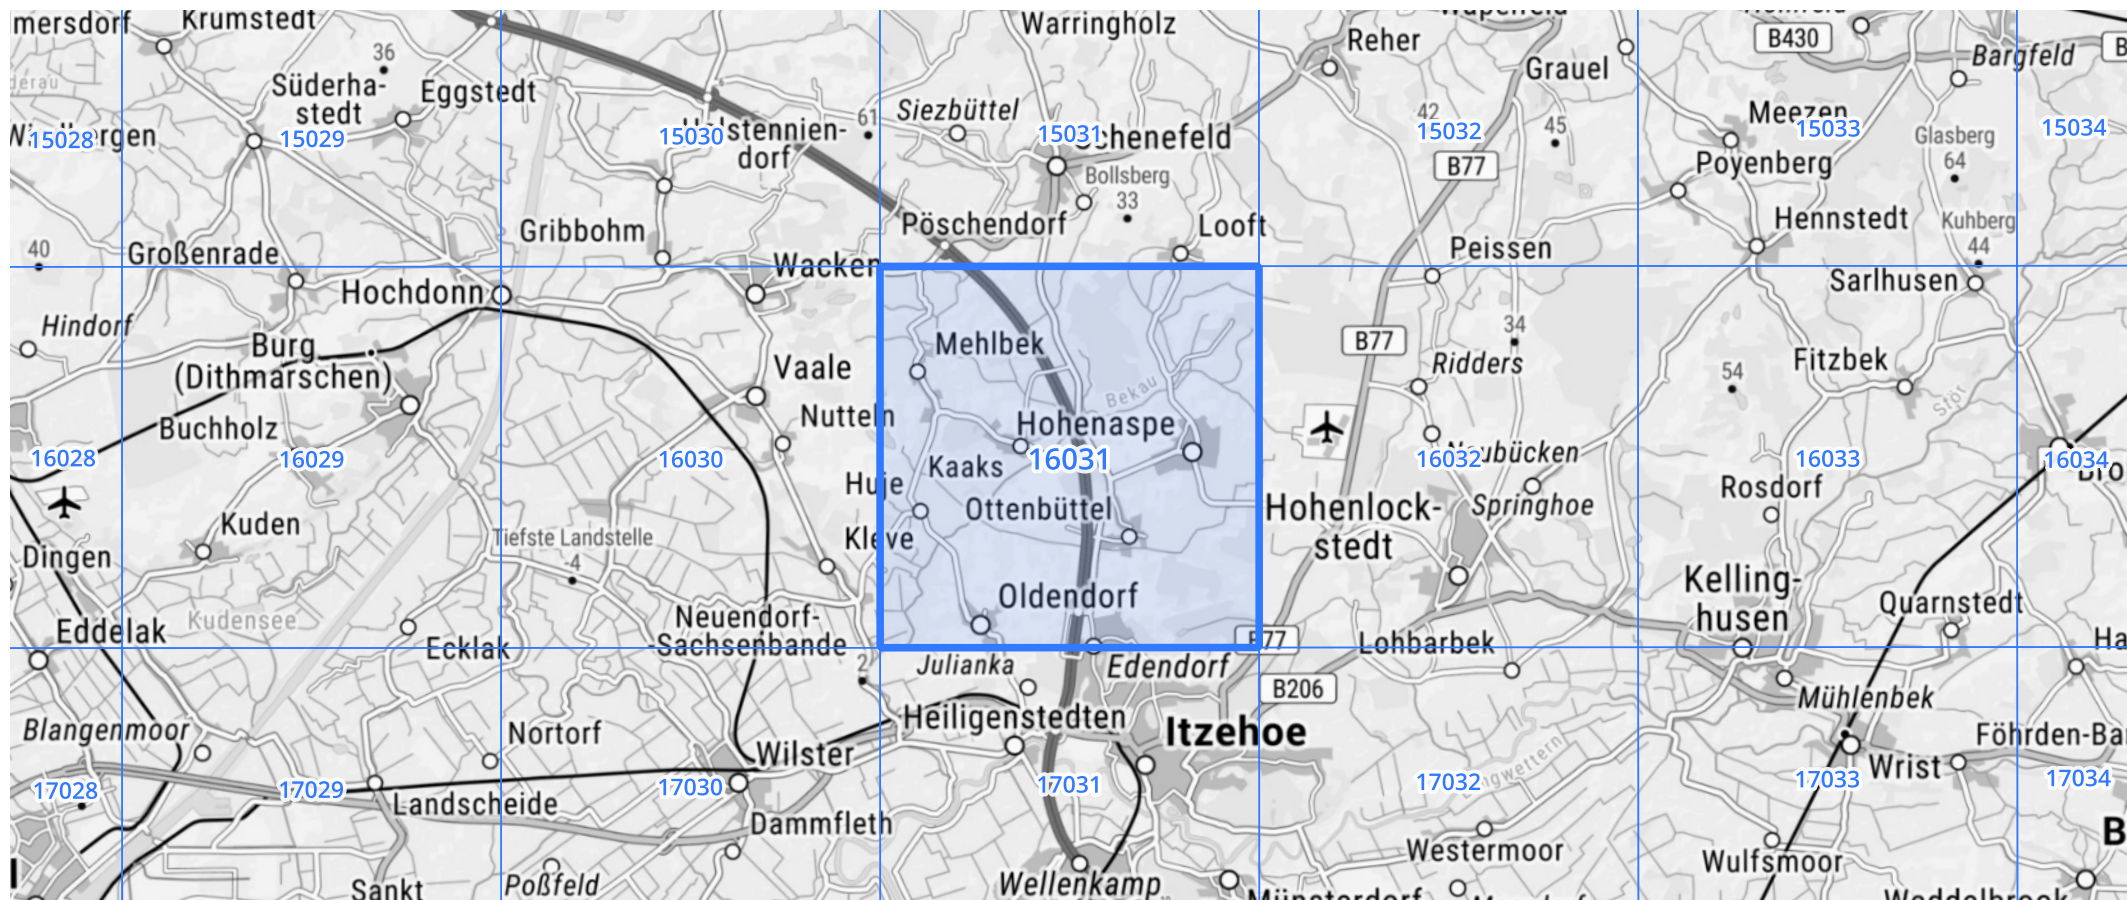 mersdorf
Krumstedt
Warringholz
Reher
B430
Bargfeld
36
Süderha-
stedt
Eggstedt
Grauel
61
Siezbüttel
42
45
Meezen
15028
15029
15030
dorf
15031
Bollsberg
33
15032
B77
15033
Glasberg
64
15034
Poyenberg
Gribbohm
Pöschendorf
Looft
Peissen
Hennstedt
Kuhberg
44
40
Großenrade
Wacken
Sarlhusen
Hochdonn
Hindorf
Burg
(Dithmarschen)
Mehlbek
B77
34
Ridders
Fitzbek
54
Stör
Vaale
Bekau
Buchholz
Nutteln
Hohenaspe
16028
16029
16030
16031
16032
16033
16034
Kaaks
Huje
Rosdorf
Springhoe
Ottenbüttel
Hohenlock-
stedt
Kuden
Tiefste Landstelle
-4
Kleve
Dingen
Kelling-
husen
Quarnstedt
Oldendorf
Kudensee
Neuendorf-
-Sachsenbande
Eddelak
Ecklak
Lohbarbek
2
Julianka
Edendorf
B206
Mühlenbek
Blangenmoor
Nortorf
Wilster
Heiligenstedten
Itzehoe
Wrist
17028
17029
17030
17031
17032
17033
17034
Landscheide
Dammfleth
Westermoor
Wulfsmoor
Sankt
Poßfeld
Wellenkamp